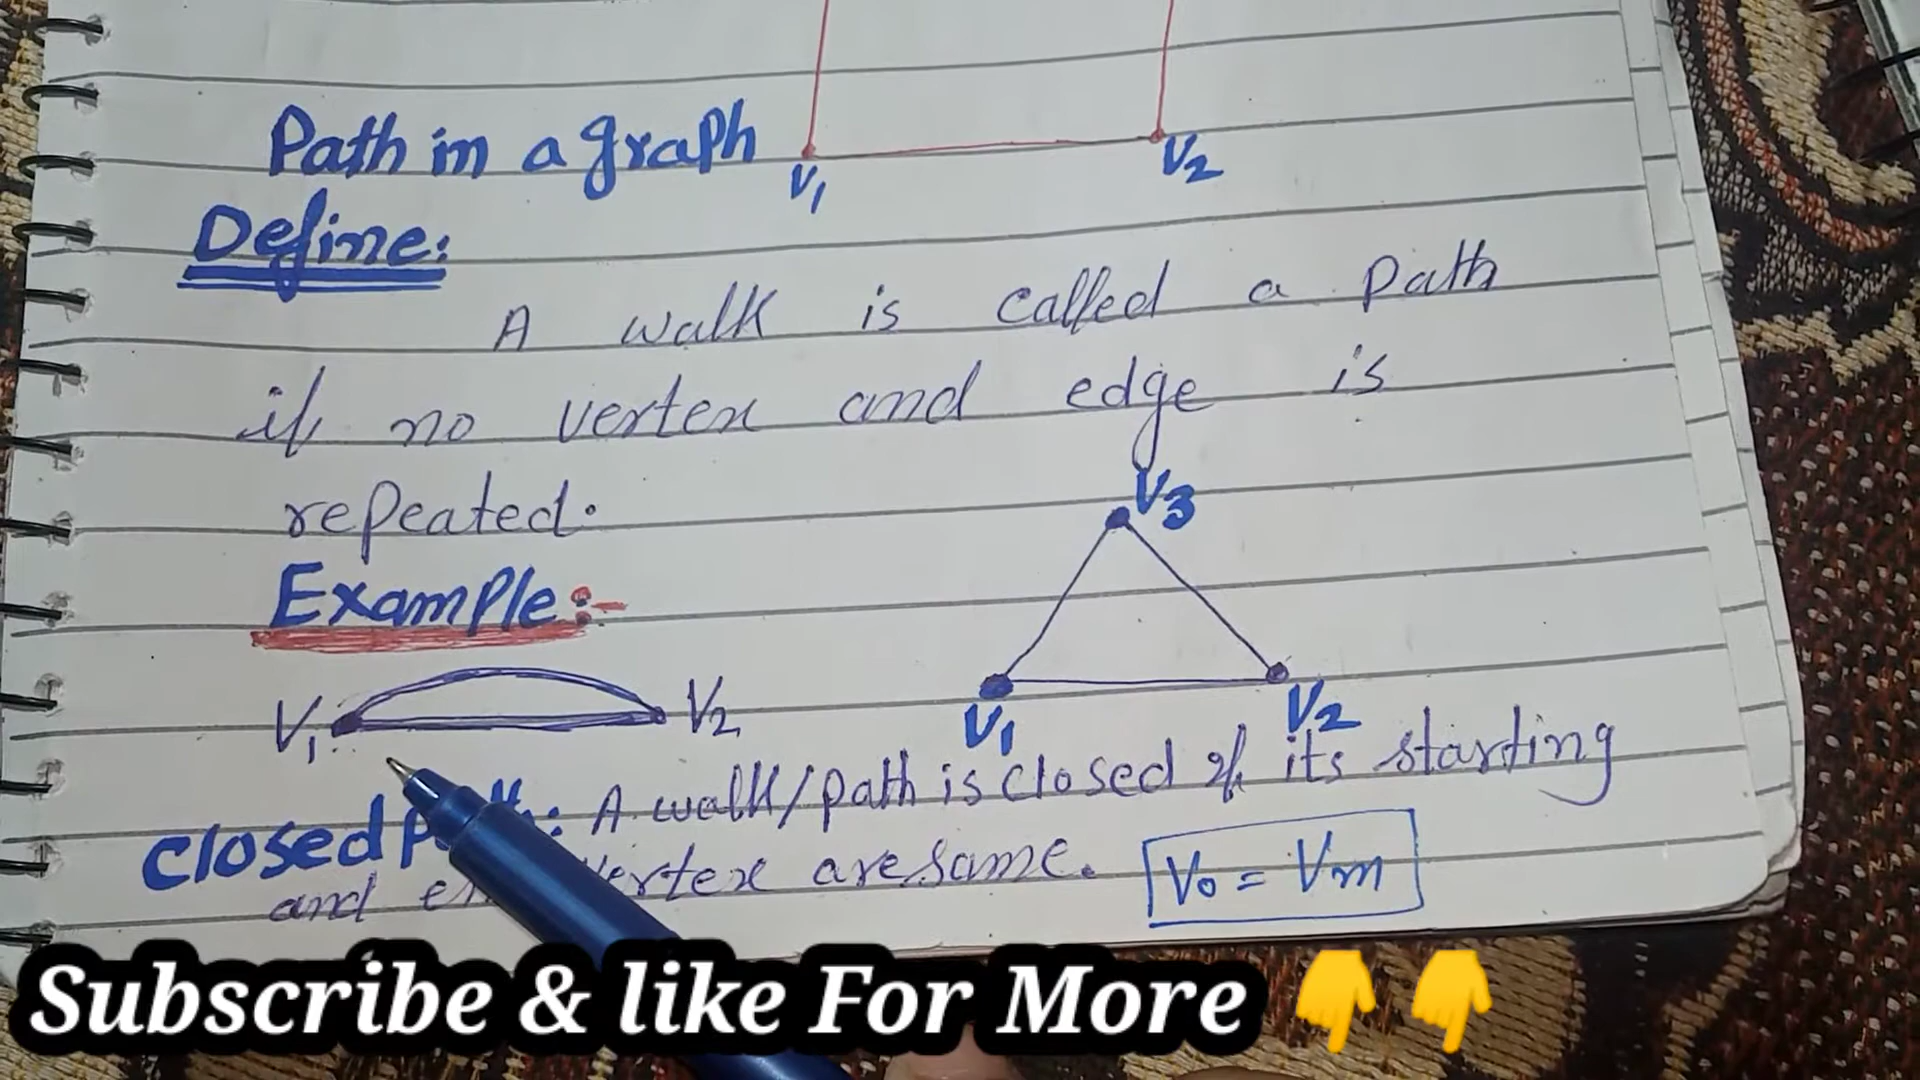 Path in a graph
V1
V2
Define:
A walk is called a path
if no vertex and edge is
repeated.
V3
Example:-
V1
V2
V1
V2
Closed : A walk/path is closed if its starting
and vertex are same.
V0 = Vm
Subscribe & like For More 👇👇